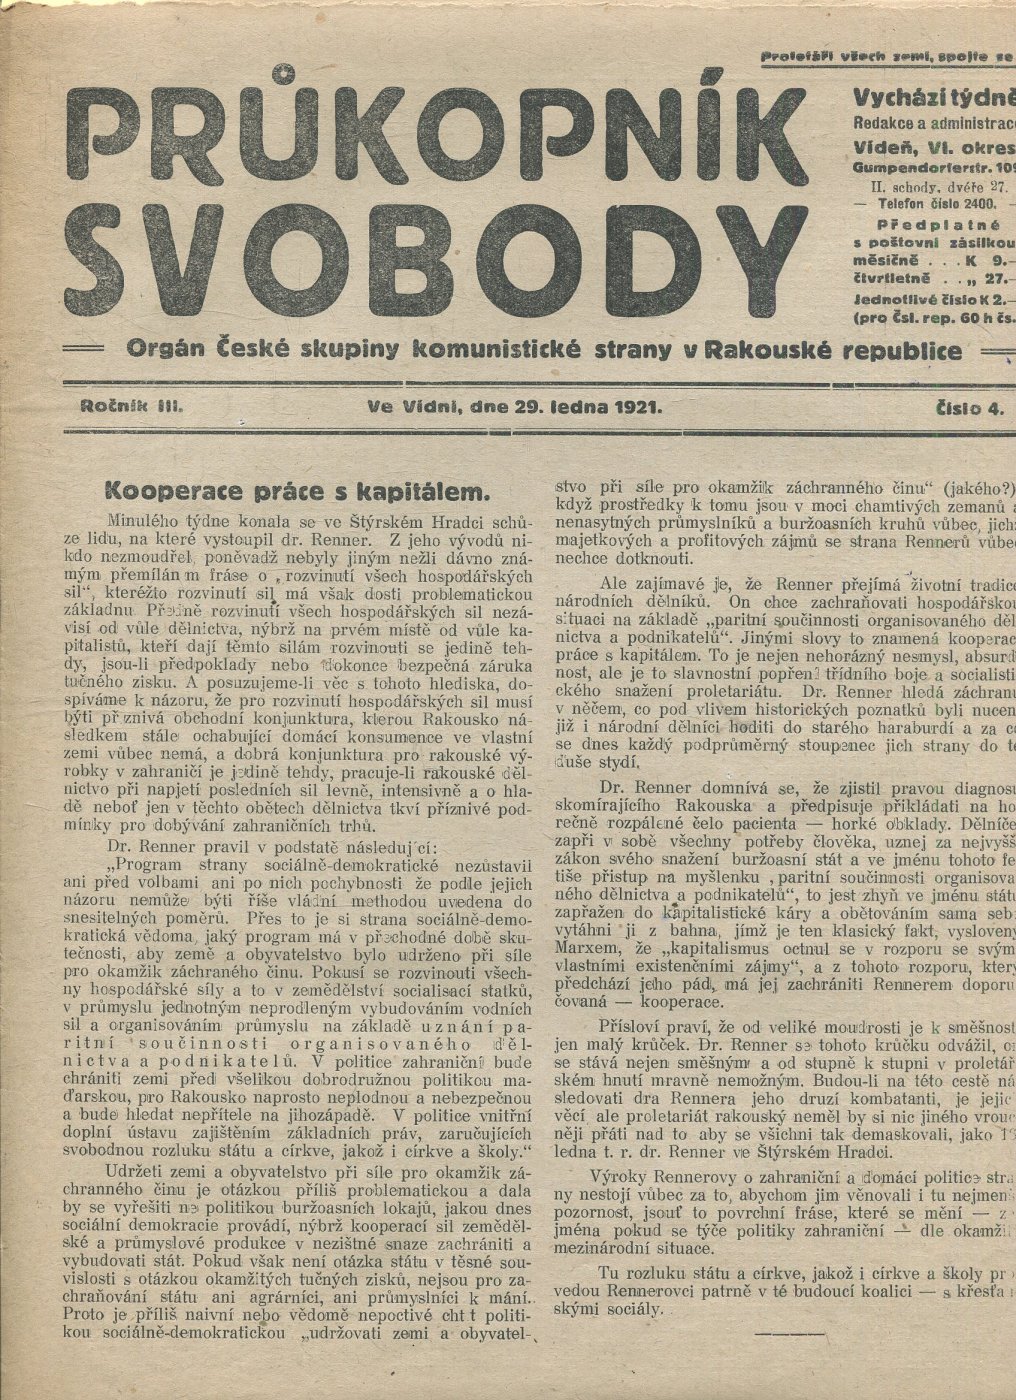 Proletáři všech zemí, spojte se
PRŮKOPNÍK
SVOBODY
Vychází týdně
Redakce a administrac
Vídeň, VI. okres
Gumpendorferstr. 109
II. schody, dvéře 27.
— Telefon číslo 2400. —
Předplatné
s poštovní zásilkou
měsíčně . . . K 9.—
čtvrtletně . . „ 27.—
Jednotlivé číslo K 2.—
(pro Čsl. rep. 60 h čs.
Orgán České skupiny komunistické strany v Rakouské republice
Ročník III. Ve Vídni, dne 29. ledna 1921. Číslo 4.
Kooperace práce s kapitálem.
Minulého týdne konala se ve Štýrském Hradci schů-
ze lidu, na které vystoupil dr. Renner. Z jeho vývodů ni-
kdo nezmoudřel, poněvadž nebyly jiným nežli dávno zná-
mým přemíláním fráse o „rozvinutí všech hospodářských
sil“, kteréžto rozvinutí sil má však dosti problematickou
základnu. Předně rozvinutí všech hospodářských sil nezá-
visí od vůle dělnictva, nýbrž na prvém místě od vůle ka-
pitalistů, kteří dají těmto silám rozvinouti se jedině teh-
dy, jsou-li předpoklady nebo dokonce bezpečná záruka
tučného zisku. A posuzujeme-li věc s tohoto hlediska, do-
spíváme k názoru, že pro rozvinutí hospodářských sil musí
býti příznivá obchodní konjunktura, kterou Rakousko ná-
sledkem stále ochabující domácí konsumence ve vlastní
zemi vůbec nemá, a dobrá konjunktura pro rakouské vý-
robky v zahraničí je jedině tehdy, pracuje-li rakouské děl-
nictvo při napjetí posledních sil levně, intensivně a o hla-
dě neboť jen v těchto obětech dělnictva tkví příznivé pod-
mínky pro dobývání zahraničních trhů.
Dr. Renner pravil v podstatě následující:
„Program strany sociálně-demokratické nezůstavil
ani před volbami ani po nich pochybnosti že podle jejich
názoru nemůže býti říše vládní methodou uvedena do
snesitelných poměrů. Přes to je si strana sociálně-demo-
kratická vědoma, jaký program má v přechodné době sku-
tečnosti, aby země a obyvatelstvo bylo udrženo při síle
pro okamžik záchraného činu. Pokusí se rozvinouti všech-
ny hospodářské síly a to v zemědělství socialisací statků,
v průmyslu jednotným neprodleným vybudováním vodních
sil a organisováním průmyslu na základě uznání pa-
ritní součinnosti organisovaného děl-
nictva a podnikatelů. V politice zahraniční bude
chrániti zemi před všelikou dobrodružnou politikou ma-
ďarskou, pro Rakousko naprosto neplodnou a nebezpečnou
a bude hledat nepřítele na jihozápadě. V politice vnitřní
doplní ústavu zajištěním základních práv, zaručujících
svobodnou rozluku státu a církve, jakož i církve a školy.“
Udržeti zemi a obyvatelstvo při síle pro okamžik zá-
chranného činu je otázkou příliš problematickou a dala
by se vyřešiti ne politikou buržoasních lokajů, jakou dnes
sociální demokracie provádí, nýbrž kooperací sil zeměděl-
ské a průmyslové produkce v nezištné snaze zachrániti a
vybudovati stát. Pokud však není otázka státu v těsné sou-
vislosti s otázkou okamžitých tučných zisků, nejsou pro za-
chraňování státu ani agrárníci, ani průmyslníci k mání.
Proto je příliš naivní nebo vědomě nepoctivé chtít politi-
kou sociálně-demokratickou „udržovati zemi a obyvatel-
stvo při síle pro okamžik záchranného činu“ (jakého?)
když prostředky k tomu jsou v moci chamtivých zemanů a
nenasytných průmyslníků a buržoasních kruhů vůbec, jich
majetkových a profitových zájmů se strana Rennerů vůbec
nechce dotknouti.
Ale zajímavé je, že Renner přejímá životní tradice
národních dělníků. On chce zachraňovati hospodářskou
situaci na základě „paritní součinnosti organisovaného děl
nictva a podnikatelů“. Jinými slovy to znamená kooperac
práce s kapitálem. To je nejen nehorázný nesmysl, absurd
nost, ale je to slavnostní popření třídního boje a socialisti
ckého snažení proletariátu. Dr. Renner hledá záchranu
v něčem, co pod vlivem historických poznatků byli nucen
již i národní dělníci hoditi do starého haraburdí a za co
se dnes každý podprůměrný stoupenec jich strany do té
duše stydí.
Dr. Renner domnívá se, že zjistil pravou diagnosu
skomírajícího Rakouska a předpisuje přikládati na ho
rečně rozpálené čelo pacienta — horké obklady. Dělníče
zapři v sobě všechny potřeby člověka, uznej za nejvyšš
zákon svého snažení buržoasní stát a ve jménu tohoto fe
tiše přistup na myšlenku „paritní součinnosti organisova
ného dělnictva a podnikatelů“, to jest zhyň ve jménu státu
zapřažen do kapitalistické káry a obětováním sama seb
vytáhni ji z bahna, jímž je ten klasický fakt, vyslovený
Marxem, že „kapitalismus octnul se v rozporu se svým
vlastními existenčními zájmy“, a z tohoto rozporu, který
předchází jeho pád, má jej zachrániti Rennerem doporu
čovaná — kooperace.
Přísloví praví, že od veliké moudrosti je k směšnost
jen malý krůček. Dr. Renner se tohoto krůčku odvážil, on
se stává nejen směšným a od stupně k stupni v proletář
ském hnutí mravně nemožným. Budou-li na této cestě ná
sledovati dra Rennera jeho druzí kombatanti, je jejic
věcí ale proletariát rakouský neměl by si nic jiného vrouc
něji přáti nad to aby se všichni tak demaskovali, jako
ledna t. r. dr. Renner ve Štýrském Hradci.
Výroky Rennerovy o zahraniční a domácí politice stra
ny nestojí vůbec za to, abychom jim věnovali i tu nejmenš
pozornost, jsouť to povrchní fráse, které se mění — z
jména pokud se týče politiky zahraniční — dle okamži
mezinárodní situace.
Tu rozluku státu a církve, jakož i církve a školy pr
vedou Rennerovci patrně v té budoucí koalici — s křesťa
skými sociály.